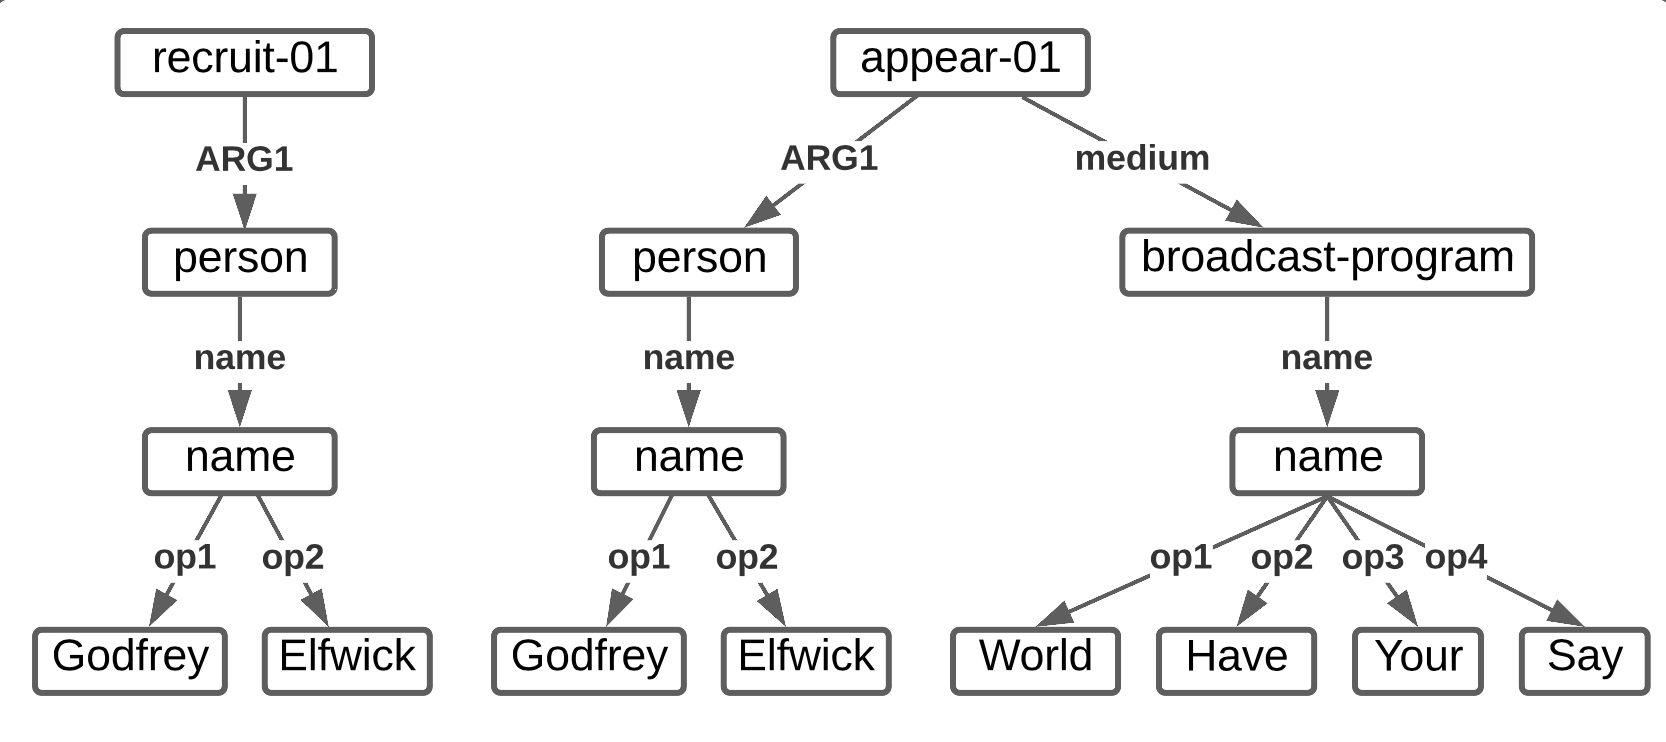 recruit-01 appear-01
ARG1 ARG1 medium
person person broadcast-program
name name name
name name name
op1 op2 op1 op2 op1 op2 op3 op4
Godfrey Elfwick Godfrey Elfwick World Have Your Say